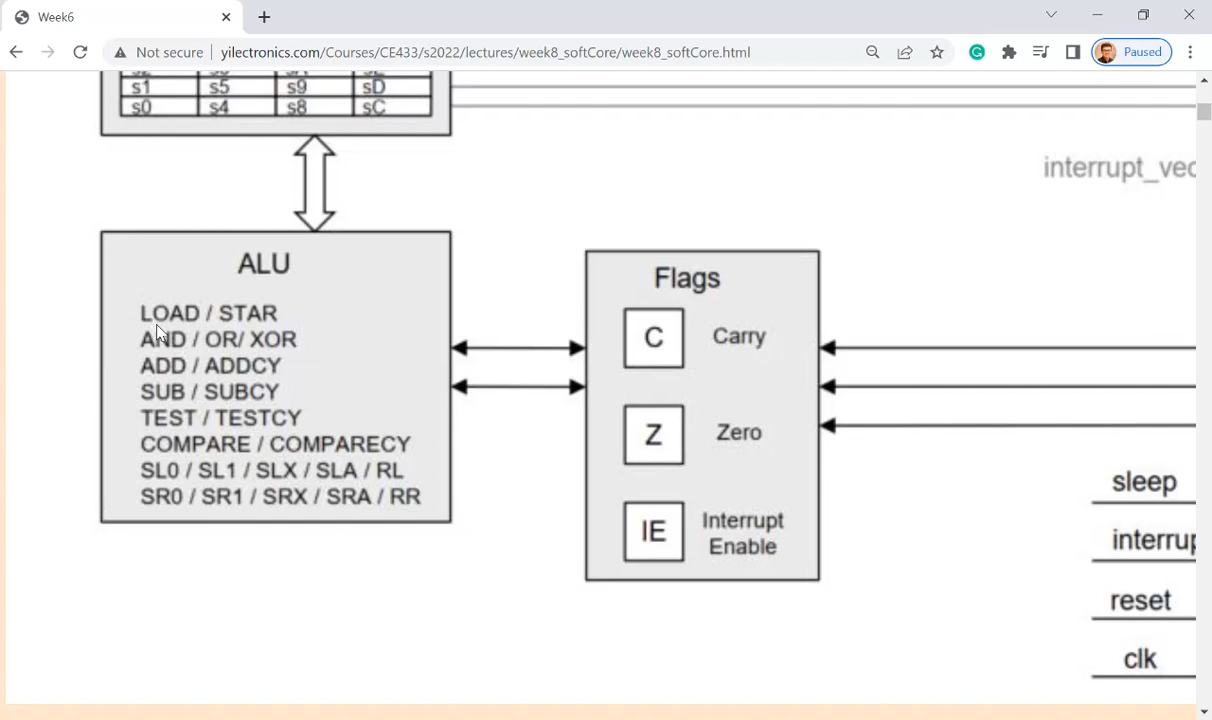 Week6
Not secure
yilectronics.com/Courses/CE433/s2022/lectures/week8_softCore/week8_softCore.html
Paused
s1 s5 s9 sD
s0 s4 s8 sC
interrupt_vec
ALU
LOAD / STAR
AND / OR/ XOR
ADD / ADDCY
SUB / SUBCY
TEST / TESTCY
COMPARE / COMPARECY
SL0 / SL1 / SLX / SLA / RL
SR0 / SR1 / SRX / SRA / RR
Flags
C Carry
Z Zero
IE Interrupt
Enable
sleep
interrup
reset
clk